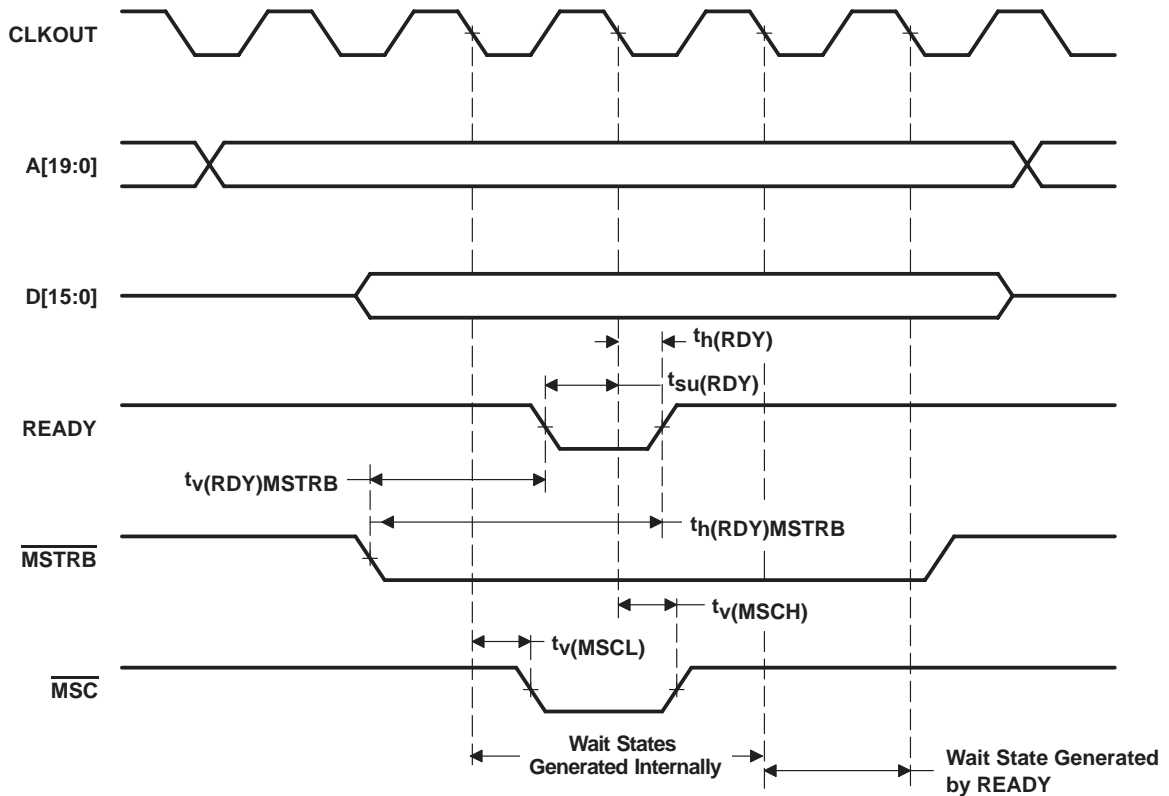 CLKOUT
A[19:0]
D[15:0]
th(RDY)
tsu(RDY)
READY
tv(RDY)MSTRB
th(RDY)MSTRB
MSTRB
tv(MSCH)
tv(MSCL)
MSC
Wait States
Generated Internally
Wait State Generated
by READY